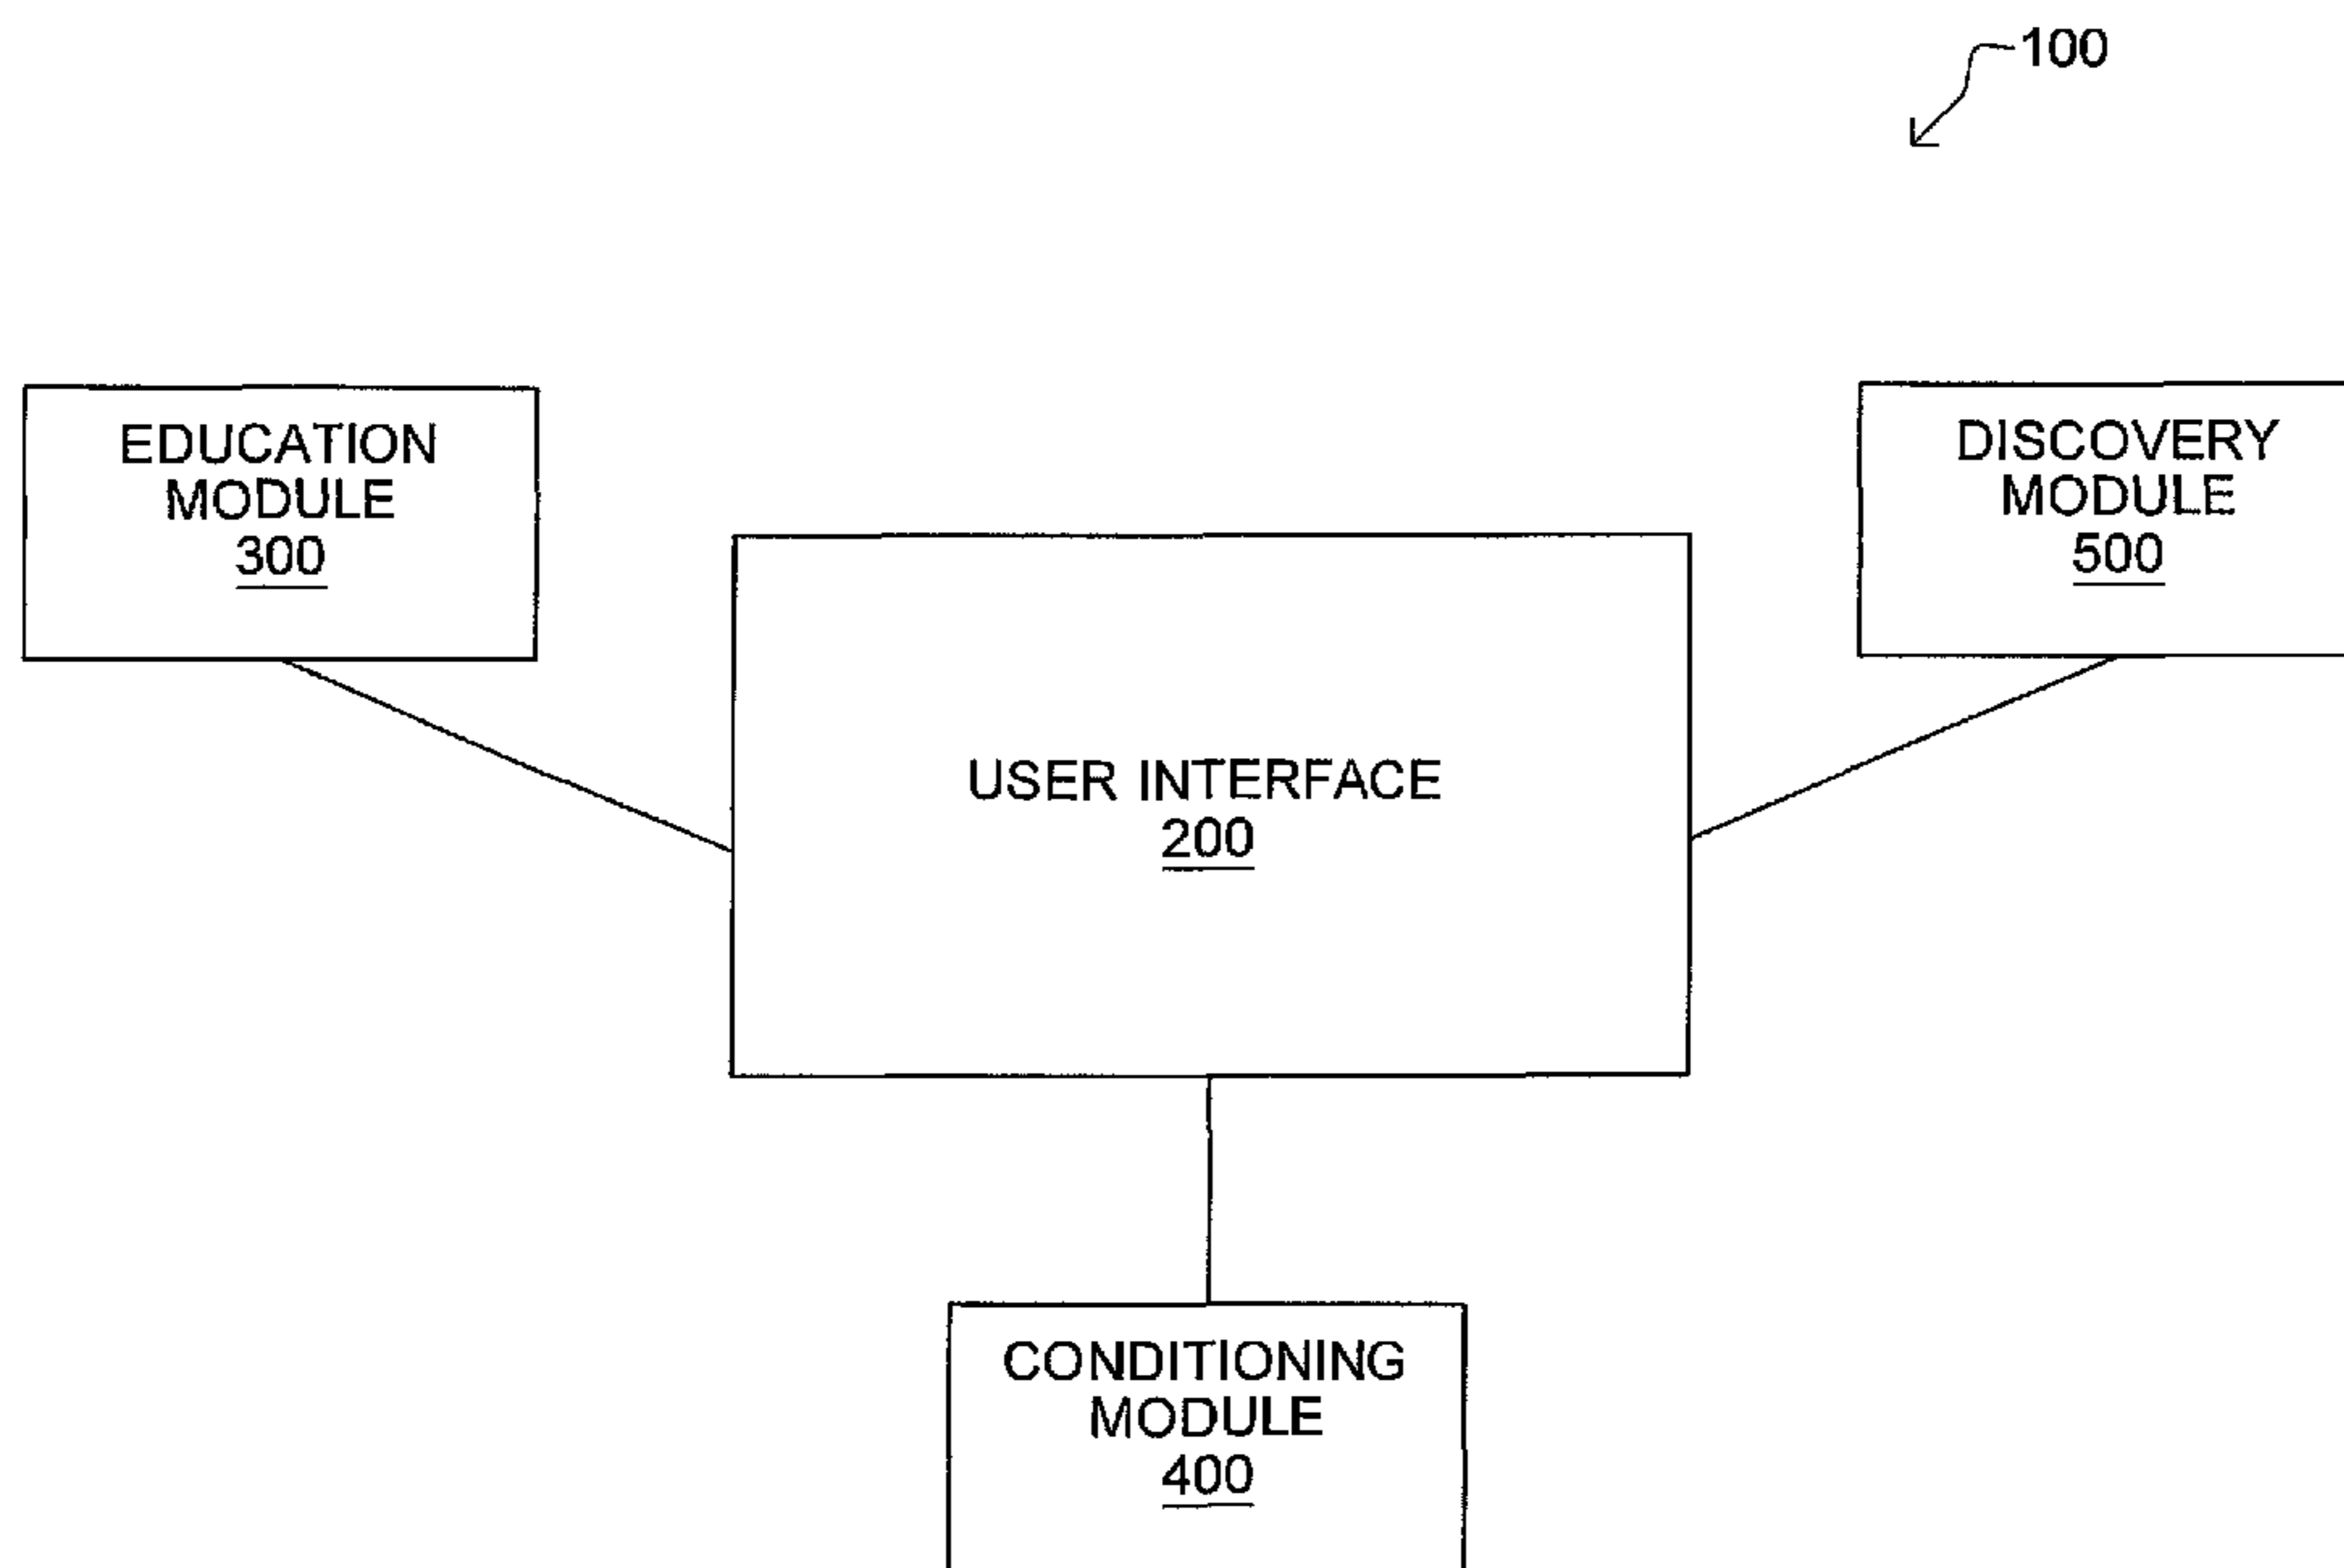 100
EDUCATION
MODULE
300
DISCOVERY
MODULE
500
USER INTERFACE
200
CONDITIONING
MODULE
400